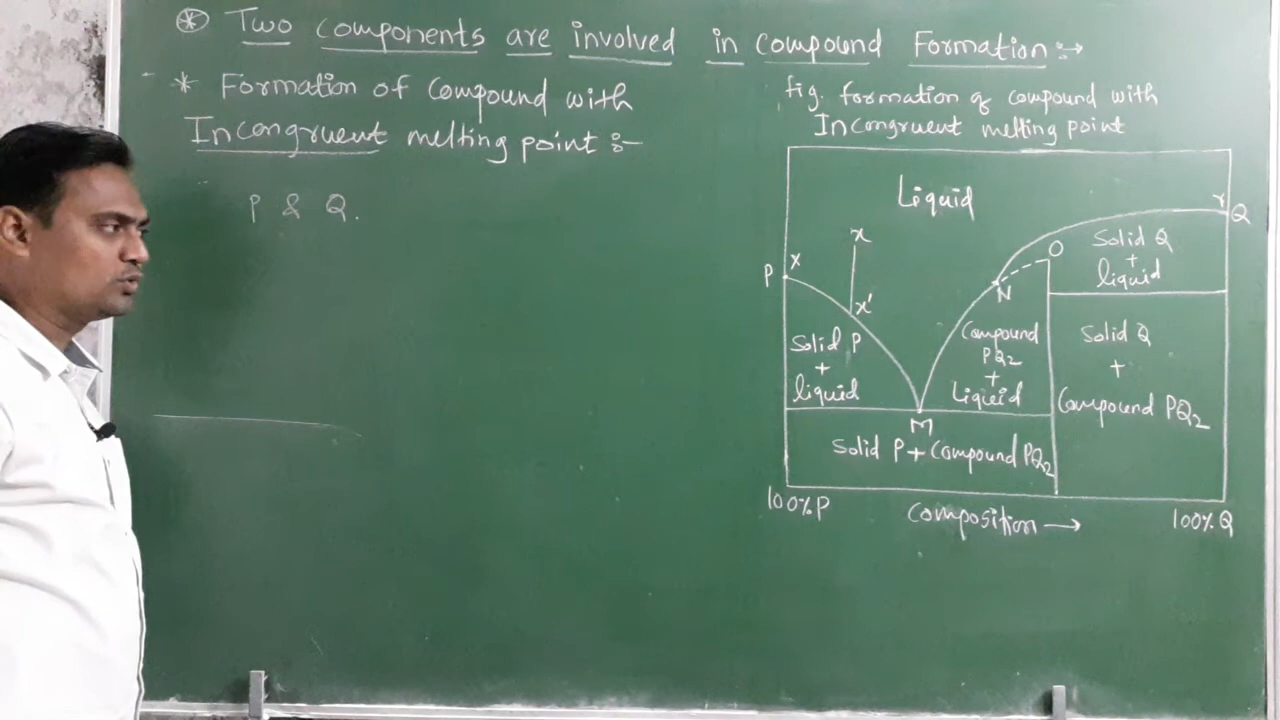 ⊛ Two components are involved in compound Formation :→
* Formation of compound with
Incongruent melting point :-
P & Q.
fig. formation of compound with
Incongruent melting point
Liquid
x
x'
P
X
Y
Q
O
N
M
Solid Q
+
liquid
Solid P
+
liquid
Compound
PQ2
+
Liquid
Solid Q
+
Compound PQ2
Solid P + Compound PQ2
100% P
Composition →
100% Q